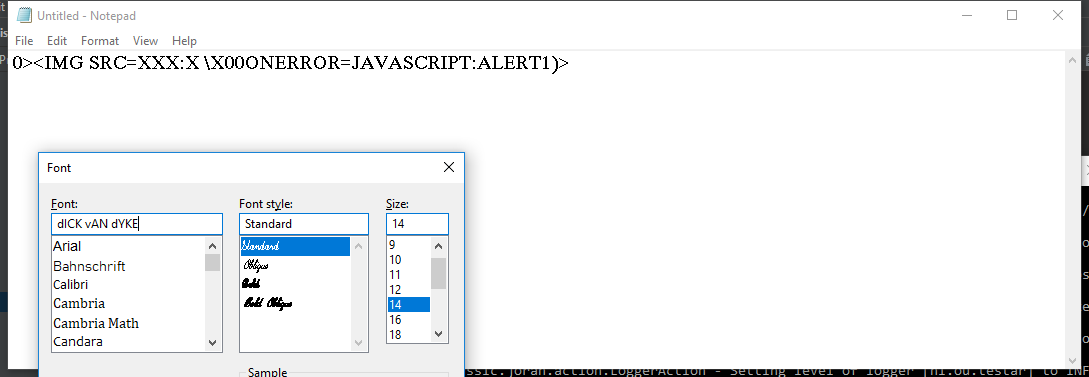 Untitled - Notepad
File Edit Format View Help
0><IMG SRC=XXX:X \X00ONERROR=JAVASCRIPT:ALERT1)>
Font
Font: Font style: Size:
dICK vAN dYKE Standard 14
Arial Standard 9
Bahnschrift Oblique 10
Calibri Bold 11
Cambria Bold Oblique 12
Cambria Math 14
Candara 16
18
Sample
ssic.joran.action.LoggerAction - Setting level of logger [nl.ou.testar] to INF